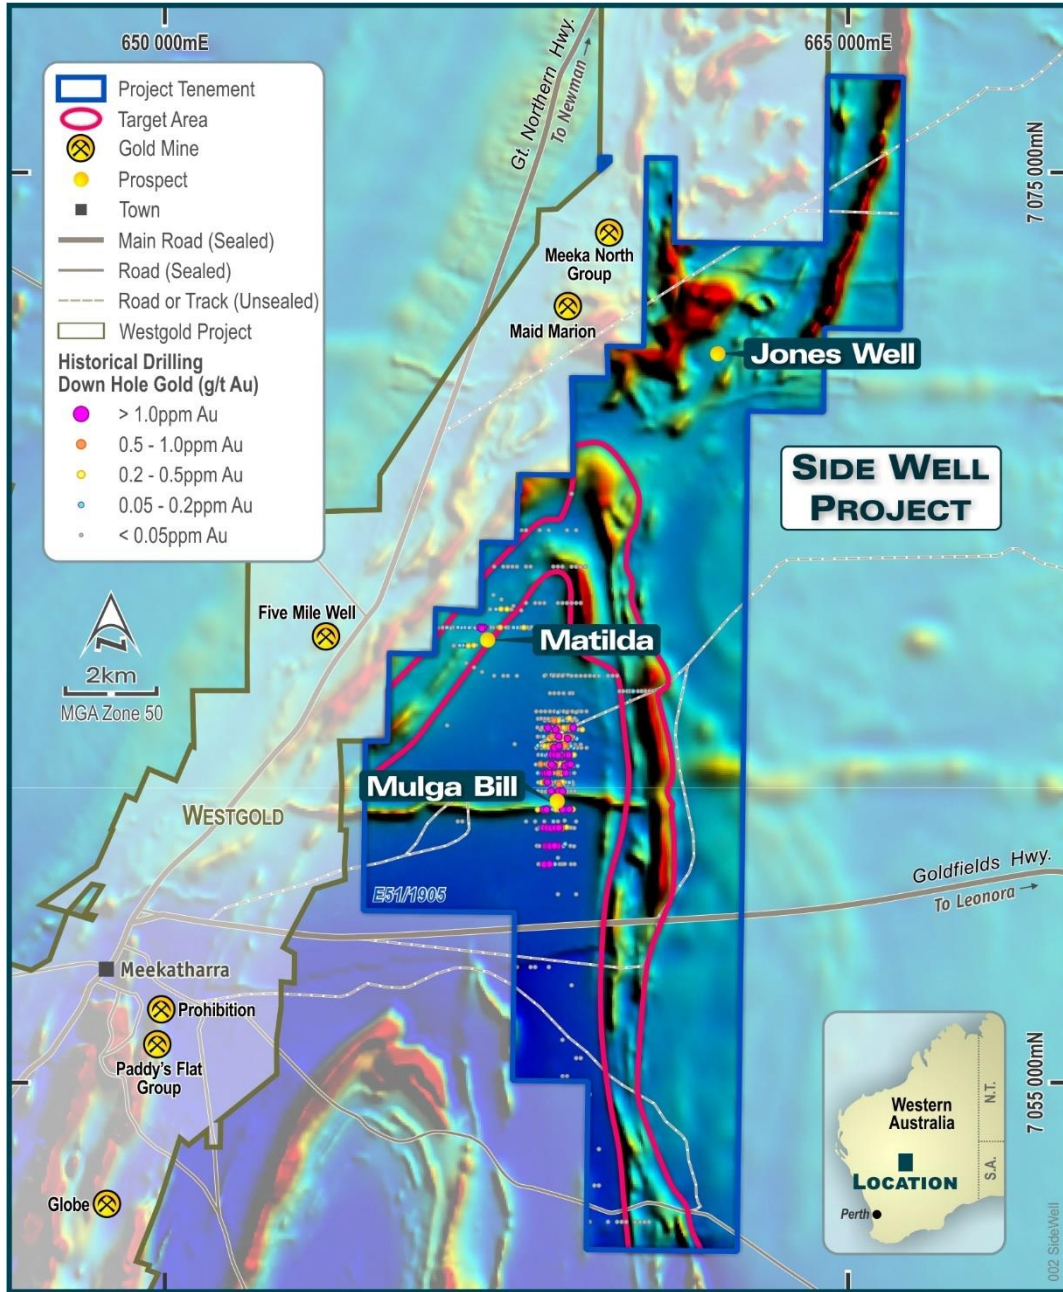 650 000mE
665 000mE
7 075 000mN
7 055 000mN
Project Tenement
Target Area
Gold Mine
Prospect
Town
Main Road (Sealed)
Road (Sealed)
Road or Track (Unsealed)
Westgold Project
Historical Drilling
Down Hole Gold (g/t Au)
> 1.0ppm Au
0.5 - 1.0ppm Au
0.2 - 0.5ppm Au
0.05 - 0.2ppm Au
< 0.05ppm Au
N
2km
MGA Zone 50
Gt. Northern Hwy.
To Newman →
Meeka North
Group
Maid Marion
Jones Well
SIDE WELL
PROJECT
Five Mile Well
Matilda
Mulga Bill
WESTGOLD
E51/1905
Goldfields Hwy.
To Leonora →
Meekatharra
Prohibition
Paddy's Flat
Group
Globe
Western
Australia
N.T.
S.A.
LOCATION
Perth
002 SideWell